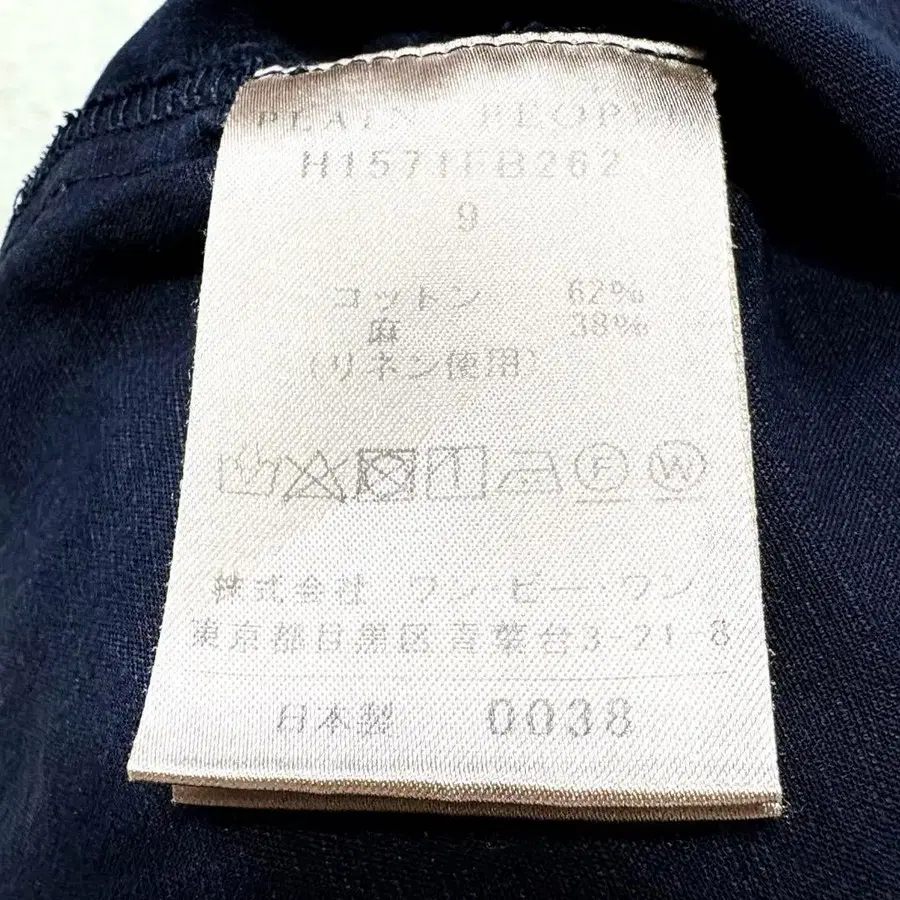 PLAIN PEOPLE
H1571FB262
9
コットン 62%
麻 38%
(リネン使用)
F W
株式会社 ワン・ビー・ワン
東京都目黒区青葉台3-21-8
日本製 0038